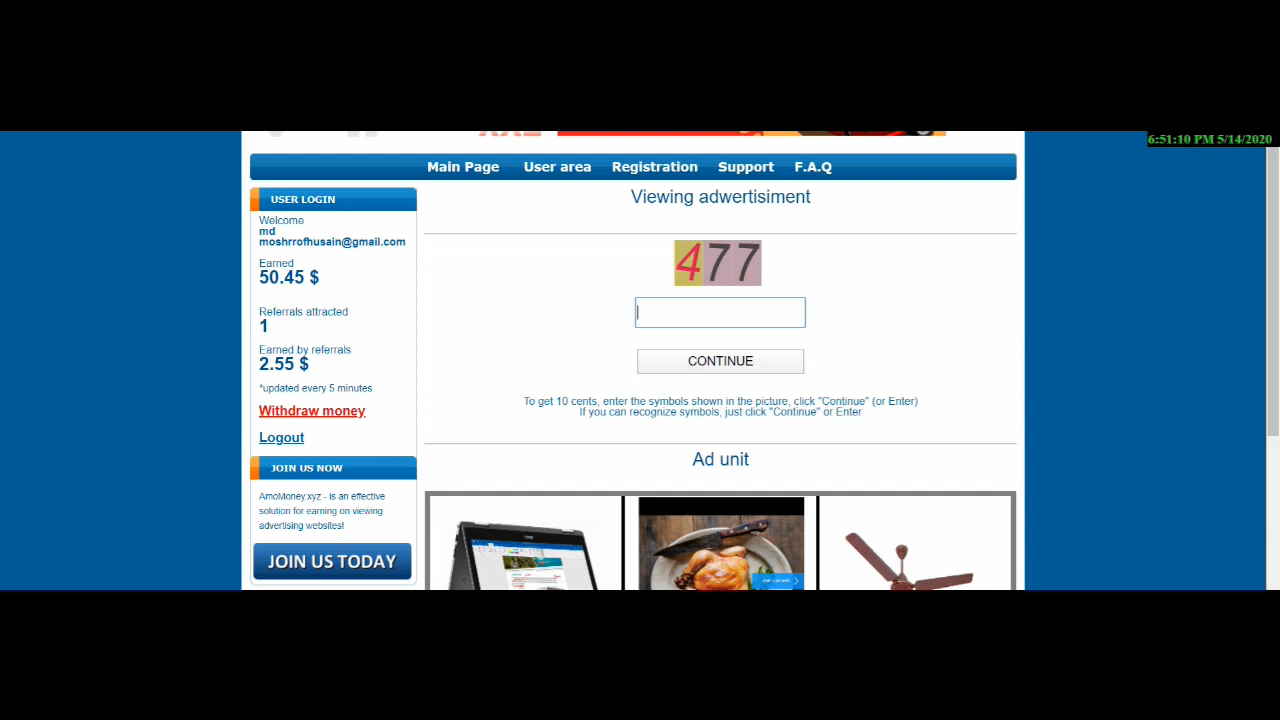 6:51:10 PM 5/14/2020
Main Page User area Registration Support F.A.Q
USER LOGIN
Welcome
md
moshrrofhusain@gmail.com
Earned
50.45 $
Referrals attracted
1
Earned by referrals
2.55 $
*updated every 5 minutes
Withdraw money
Logout
JOIN US NOW
AmoMoney.xyz - is an effective
solution for earning on viewing
advertising websites!
JOIN US TODAY
Viewing adwertisiment
477
CONTINUE
To get 10 cents, enter the symbols shown in the picture, click "Continue" (or Enter)
If you can recognize symbols, just click "Continue" or Enter
Ad unit